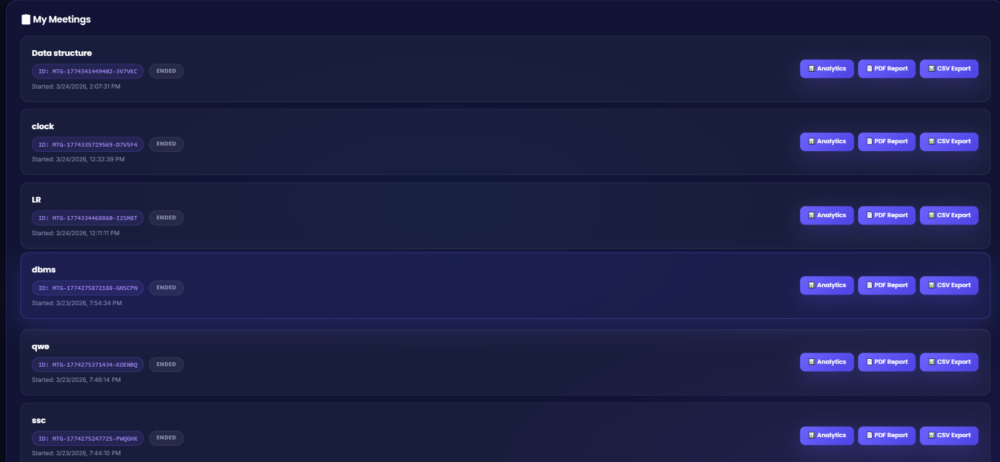 My Meetings
Data structure
ID: MTG-1774341449402-3V7VKC ENDED
Started: 3/24/2026, 2:07:31 PM
Analytics PDF Report CSV Export
clock
ID: MTG-1774335729569-D7V5F4 ENDED
Started: 3/24/2026, 12:32:39 PM
Analytics PDF Report CSV Export
LR
ID: MTG-1774334468860-I2SM8T ENDED
Started: 3/24/2026, 12:11:11 PM
Analytics PDF Report CSV Export
dbms
ID: MTG-1774275872188-GNSCPN ENDED
Started: 3/23/2026, 7:54:34 PM
Analytics PDF Report CSV Export
qwe
ID: MTG-1774275371434-KOENBQ ENDED
Started: 3/23/2026, 7:46:14 PM
Analytics PDF Report CSV Export
ssc
ID: MTG-1774275247725-PWQGHX ENDED
Started: 3/23/2026, 7:44:10 PM
Analytics PDF Report CSV Export